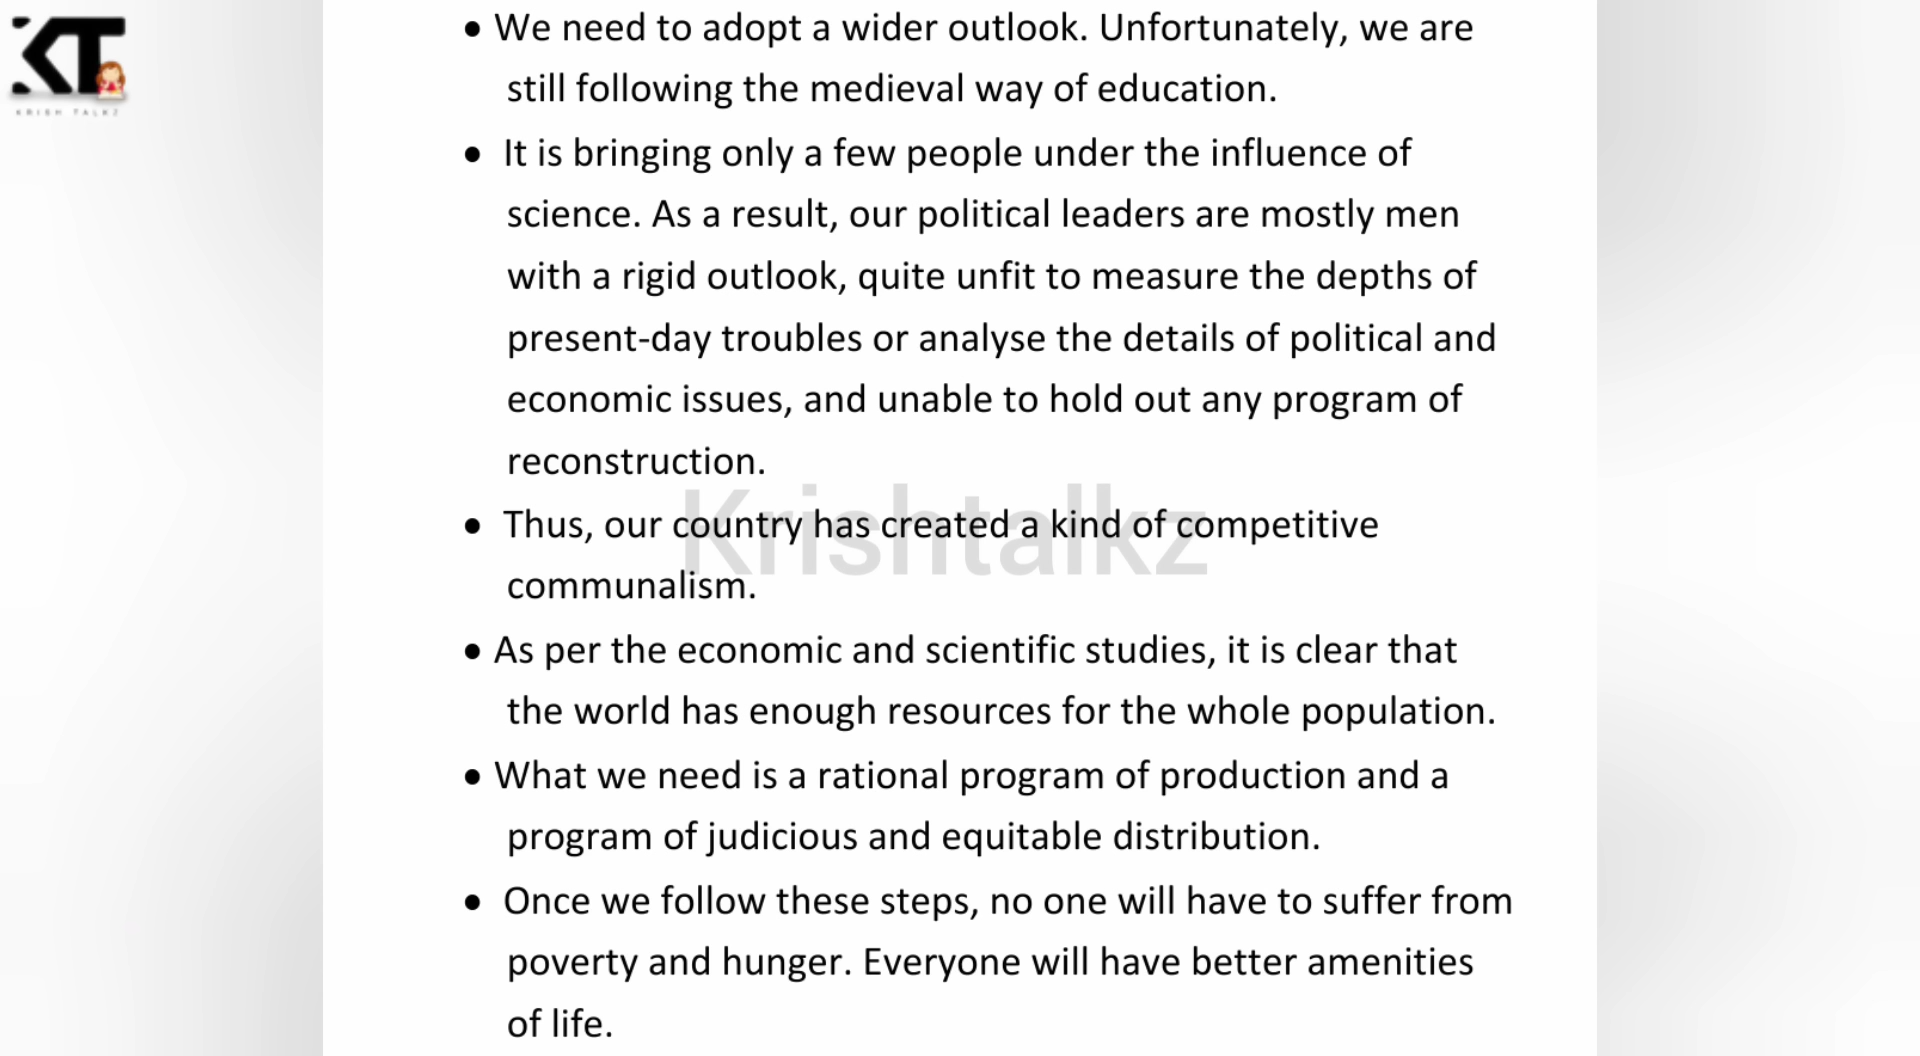 KT
KRISH TALKZ
• We need to adopt a wider outlook. Unfortunately, we are
still following the medieval way of education.
• It is bringing only a few people under the influence of
science. As a result, our political leaders are mostly men
with a rigid outlook, quite unfit to measure the depths of
present-day troubles or analyse the details of political and
economic issues, and unable to hold out any program of
reconstruction.
Krishtalkz
• Thus, our country has created a kind of competitive
communalism.
• As per the economic and scientific studies, it is clear that
the world has enough resources for the whole population.
• What we need is a rational program of production and a
program of judicious and equitable distribution.
• Once we follow these steps, no one will have to suffer from
poverty and hunger. Everyone will have better amenities
of life.